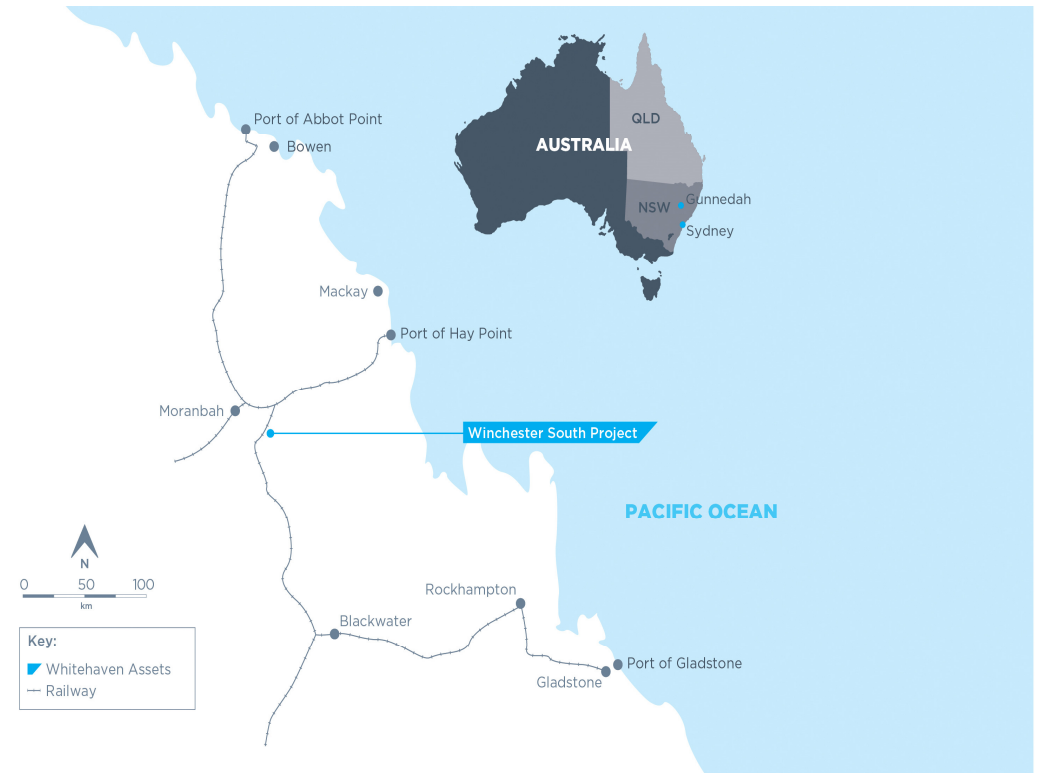 Port of Abbot Point
Bowen
QLD
AUSTRALIA
NSW
Gunnedah
Sydney
Mackay
Port of Hay Point
Moranbah
Winchester South Project
PACIFIC OCEAN
N
0 50 100
km
Rockhampton
Blackwater
Key:
Whitehaven Assets
Railway
Port of Gladstone
Gladstone